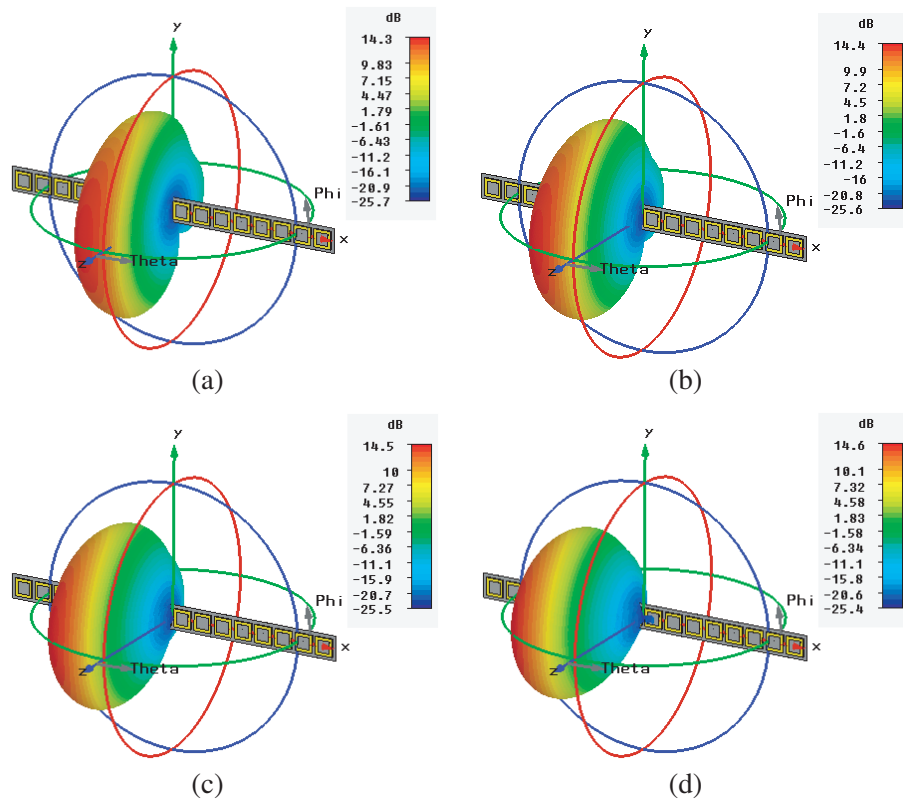 dB
14.3
9.83
7.15
4.47
1.79
-1.61
-6.43
-11.2
-16.1
-20.9
-25.7
y
Phi
x
z
Theta
(a)
dB
14.4
9.9
7.2
4.5
1.8
-1.6
-6.4
-11.2
-16
-20.8
-25.6
y
Phi
x
z
Theta
(b)
dB
14.5
10
7.27
4.55
1.82
-1.59
-6.36
-11.1
-15.9
-20.7
-25.5
y
Phi
x
z
Theta
(c)
dB
14.6
10.1
7.32
4.58
1.83
-1.58
-6.34
-11.1
-15.8
-20.6
-25.4
y
Phi
x
z
Theta
(d)